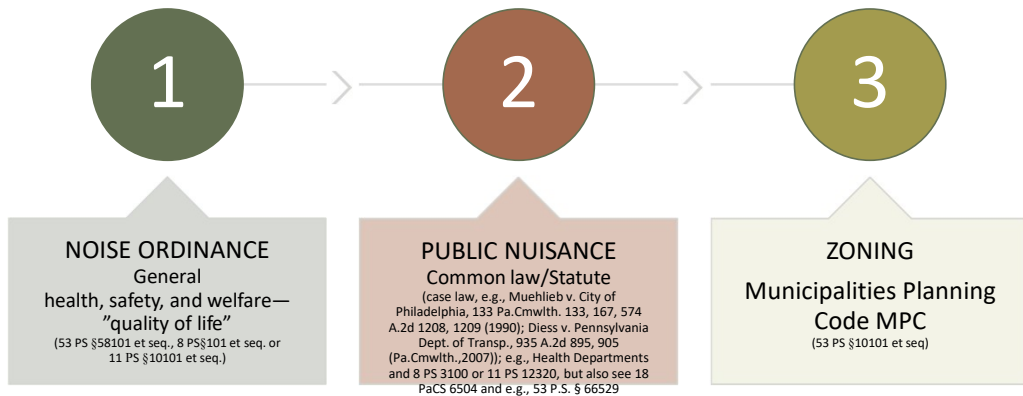 1
2
3
NOISE ORDINANCE
General
health, safety, and welfare—
”quality of life”
(53 PS §58101 et seq., 8 PS§101 et seq. or
11 PS §10101 et seq.)
PUBLIC NUISANCE
Common law/Statute
(case law, e.g., Muehlieb v. City of
Philadelphia, 133 Pa.Cmwlth. 133, 167, 574
A.2d 1208, 1209 (1990); Diess v. Pennsylvania
Dept. of Transp., 935 A.2d 895, 905
(Pa.Cmwlth.,2007)); e.g., Health Departments
and 8 PS 3100 or 11 PS 12320, but also see 18
PaCS 6504 and e.g., 53 P.S. § 66529
ZONING
Municipalities Planning
Code MPC
(53 PS §10101 et seq)